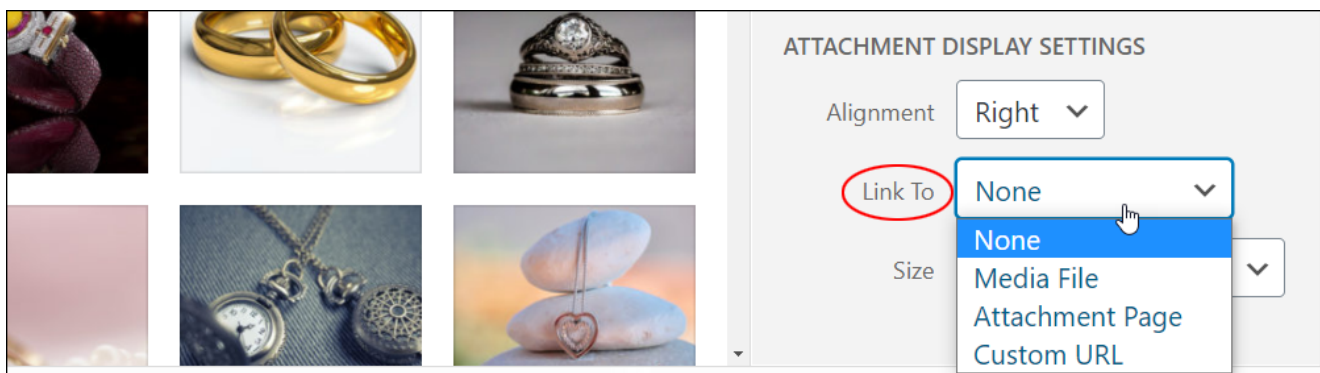 ATTACHMENT DISPLAY SETTINGS
Alignment Right
Link To None
None
Media File
Attachment Page
Custom URL
Size